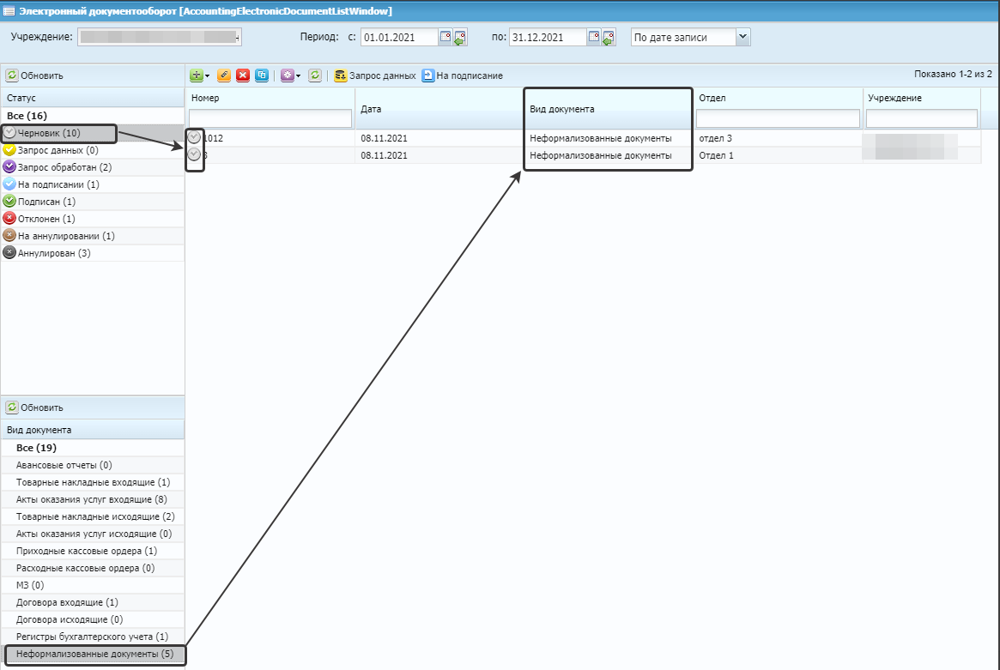 Электронный документооборот [AccountingElectronicDocumentListWindow]
Учреждение: Период: с: 01.01.2021 по: 31.12.2021 По дате записи
Обновить Запрос данных На подписание Показано 1-2 из 2
Статус Номер Дата Вид документа Отдел Учреждение
Все (16)
Черновик (10) 1012 08.11.2021 Неформализованные документы отдел 3
Запрос данных (0) 3 08.11.2021 Неформализованные документы Отдел 1
Запрос обработан (2)
На подписании (1)
Подписан (1)
Отклонен (1)
На аннулировании (1)
Аннулирован (3)
Обновить
Вид документа
Все (19)
Авансовые отчеты (0)
Товарные накладные входящие (1)
Акты оказания услуг входящие (8)
Товарные накладные исходящие (2)
Акты оказания услуг исходящие (0)
Приходные кассовые ордера (1)
Расходные кассовые ордера (0)
МЗ (0)
Договора входящие (1)
Договора исходящие (0)
Регистры бухгалтерского учета (1)
Неформализованные документы (5)